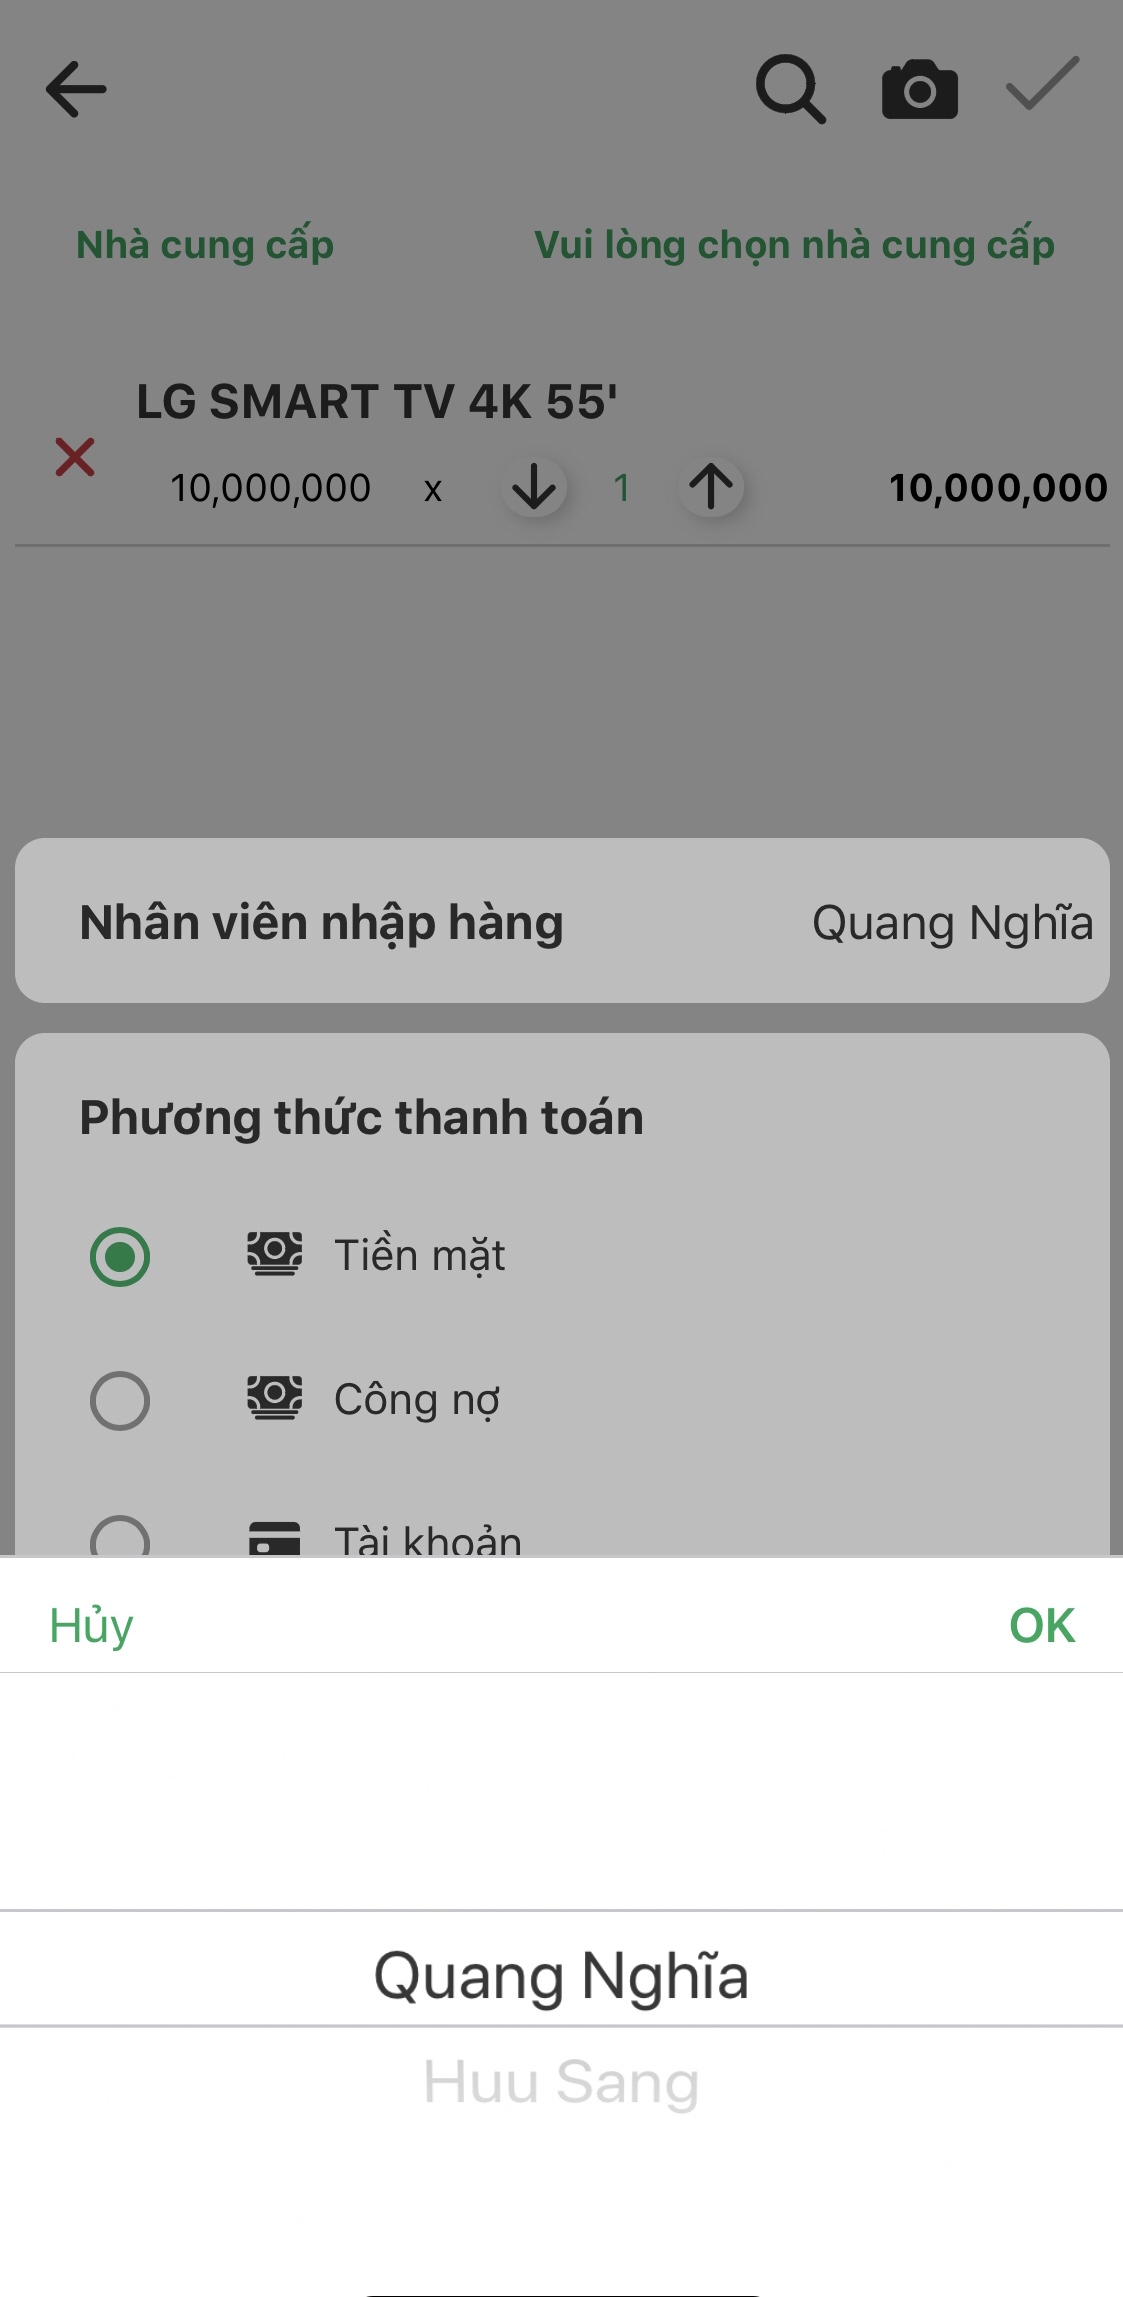 Nhà cung cấp
Vui lòng chọn nhà cung cấp
LG SMART TV 4K 55'
10,000,000 x 1 10,000,000
Nhân viên nhập hàng
Quang Nghĩa
Phương thức thanh toán
Tiền mặt
Công nợ
Tài khoản
Hủy
OK
Quang Nghĩa
Huu Sang